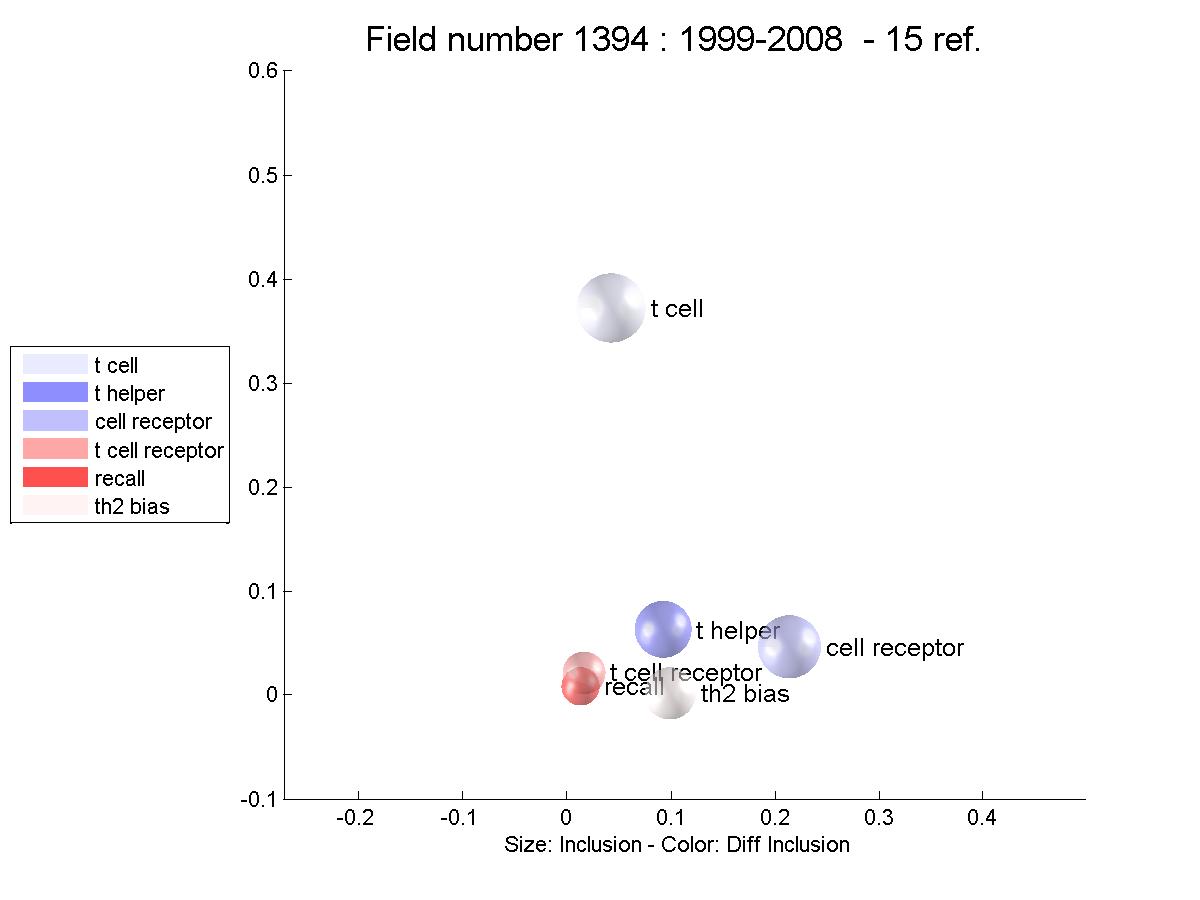 Field number 1394 : 1999-2008 - 15 ref.
0.6
0.5
0.4
0.3
0.2
0.1
0
-0.1
t cell
t helper
cell receptor
t cell receptor
recall
th2 bias
t cell
t helper
cell receptor
t cell receptor
recall
th2 bias
-0.2
-0.1
0
0.1
0.2
0.3
0.4
Size: Inclusion - Color: Diff Inclusion